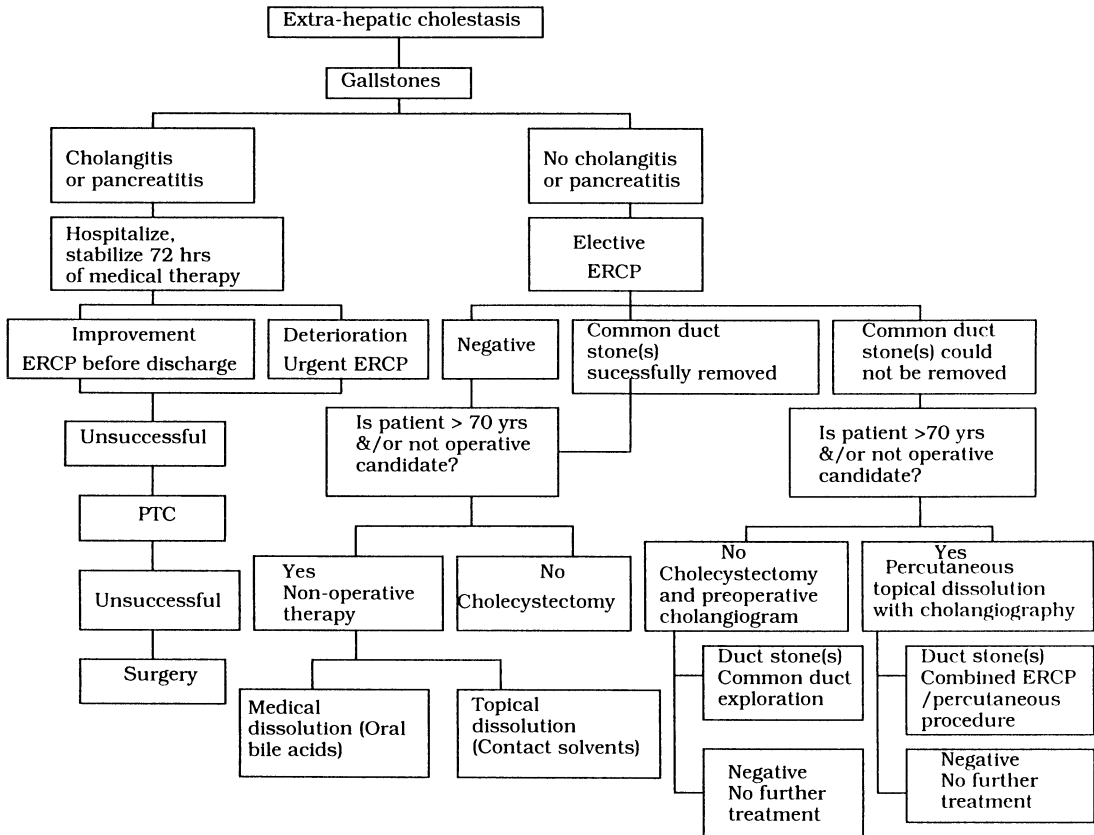 Extra-hepatic cholestasis
Gallstones
Cholangitis
or pancreatitis
No cholangitis
or pancreatitis
Hospitalize,
stabilize 72 hrs
of medical therapy
Elective
ERCP
Improvement
ERCP before discharge
Deterioration
Urgent ERCP
Negative
Common duct
stone(s)
sucessfully removed
Common duct
stone(s) could
not be removed
Unsuccessful
Is patient > 70 yrs
&/or not operative
candidate?
Is patient >70 yrs
&/or not operative
candidate?
PTC
Unsuccessful
Surgery
Yes
Non-operative
therapy
No
Cholecystectomy
No
Cholecystectomy
and preoperative
cholangiogram
Yes
Percutaneous
topical dissolution
with cholangiography
Medical
dissolution (Oral
bile acids)
Topical
dissolution
(Contact solvents)
Duct stone(s)
Common duct
exploration
Duct stone(s)
Combined ERCP
/percutaneous
procedure
Negative
No further
treatment
Negative
No further
treatment